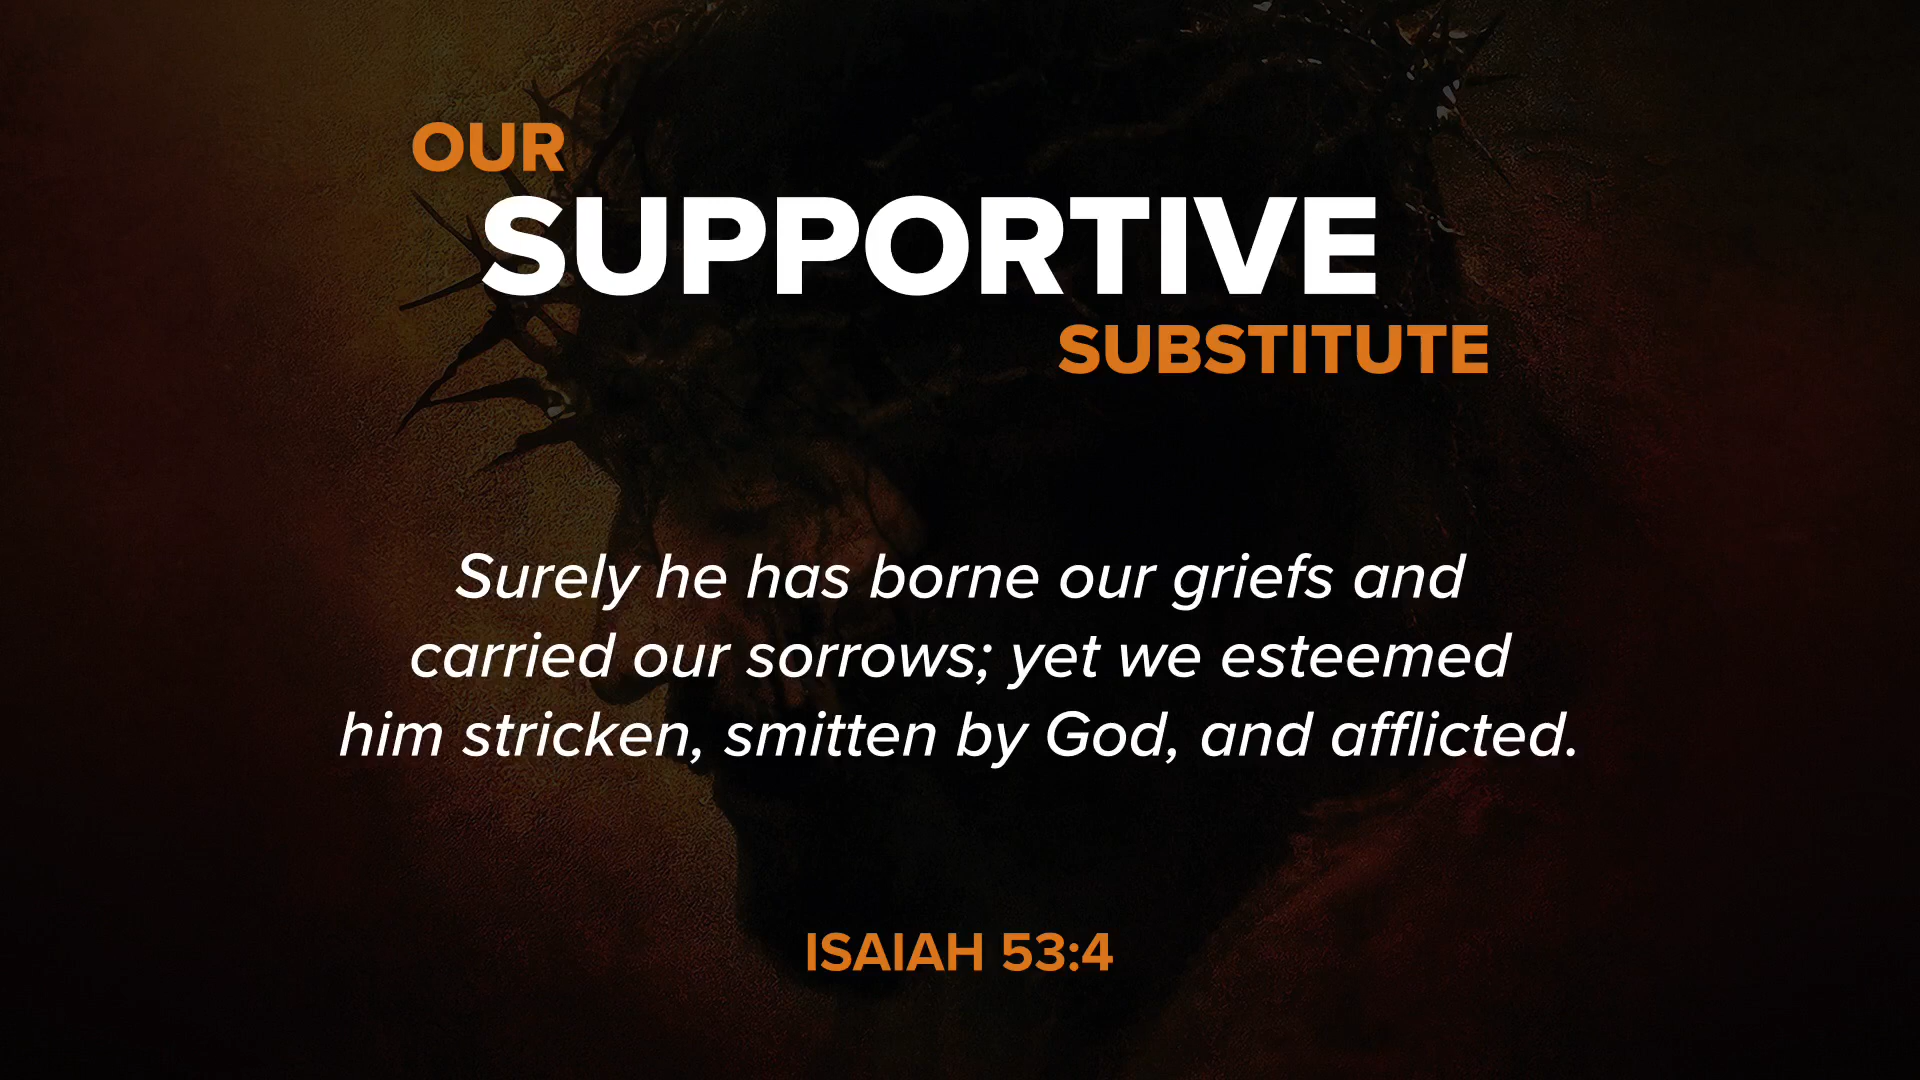 OUR
SUPPORTIVE
SUBSTITUTE
Surely he has borne our griefs and
carried our sorrows; yet we esteemed
him stricken, smitten by God, and afflicted.
ISAIAH 53:4